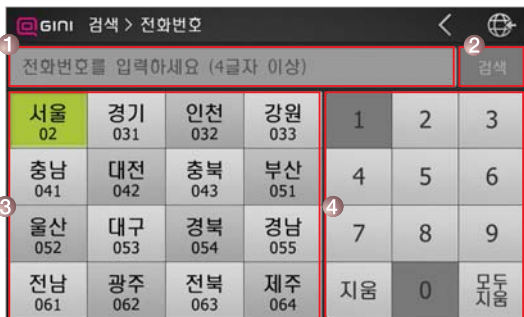 GINI 검색 > 전화번호
1
2
전화번호를 입력하세요 (4글자 이상) 검색
서울 경기 인천 강원
02 031 032 033
충남 대전 충북 부산
041 042 043 051
울산 대구 경북 경남
052 053 054 055
전남 광주 전북 제주
061 062 063 064
3
4
1 2 3
4 5 6
7 8 9
지움 0 모두
지움